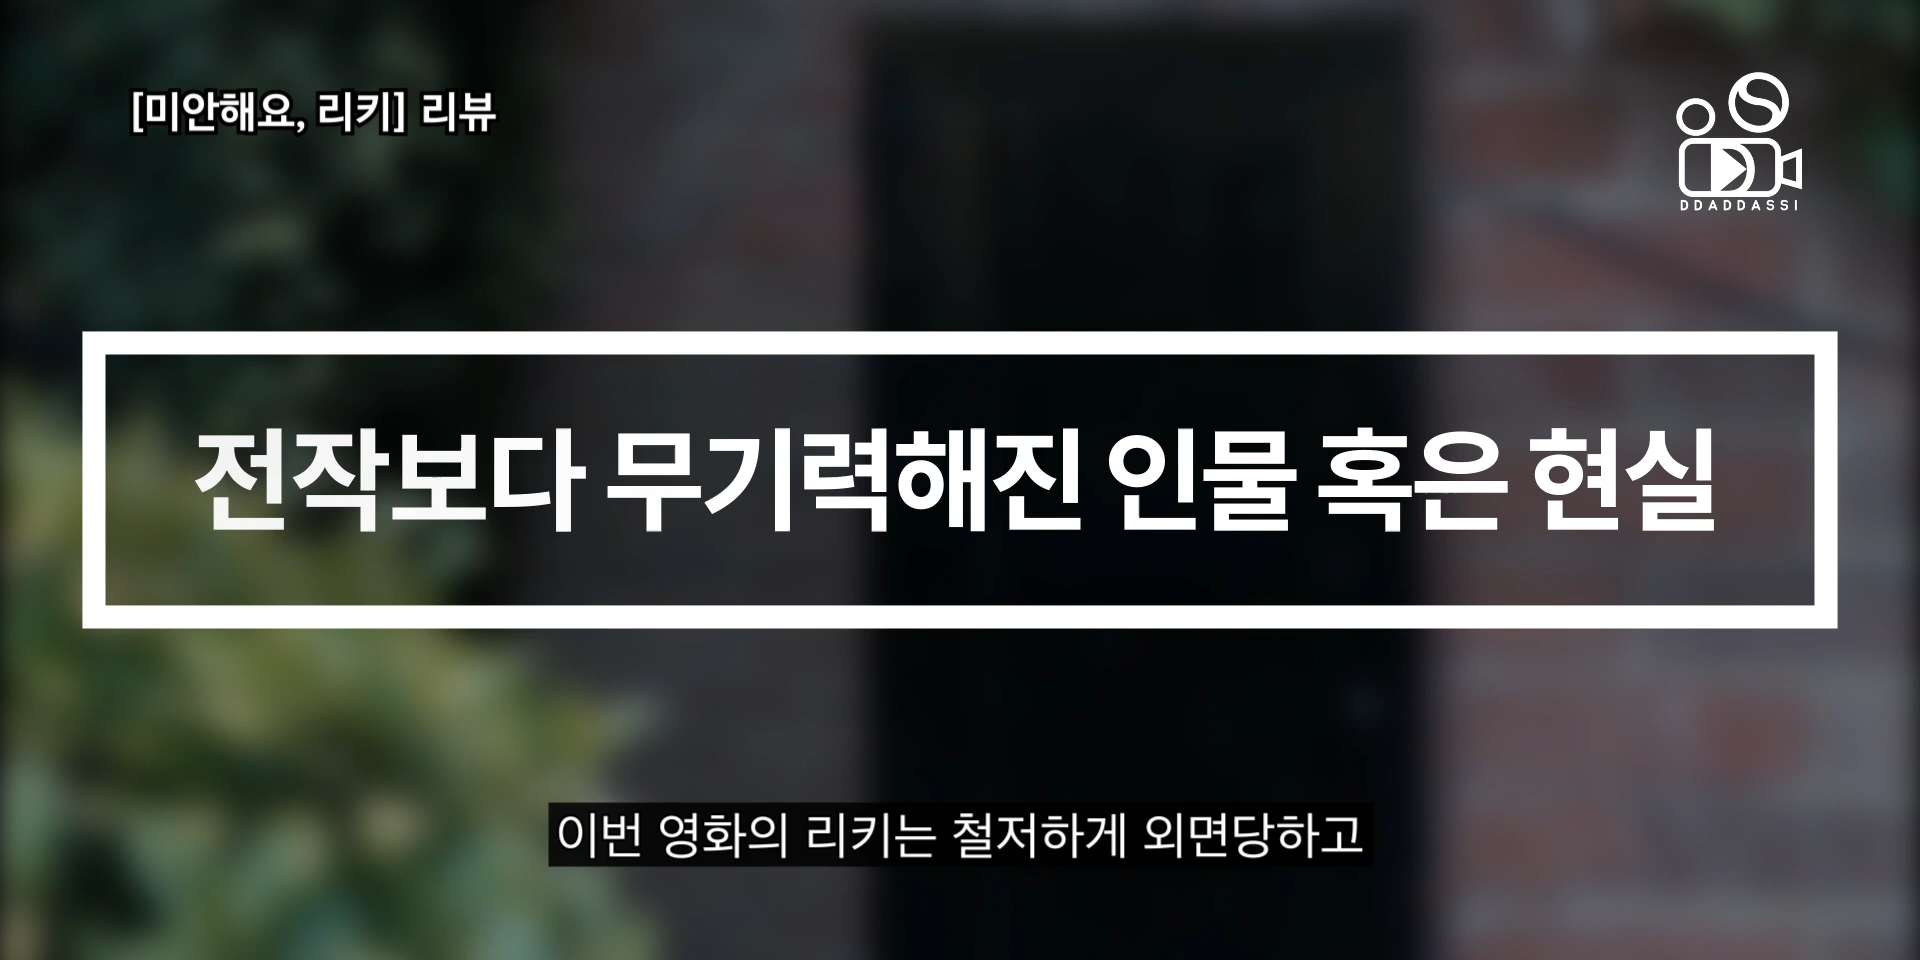 [미안해요, 리키] 리뷰
DDADDASSI
전작보다 무기력해진 인물 혹은 현실
이번 영화의 리키는 철저하게 외면당하고